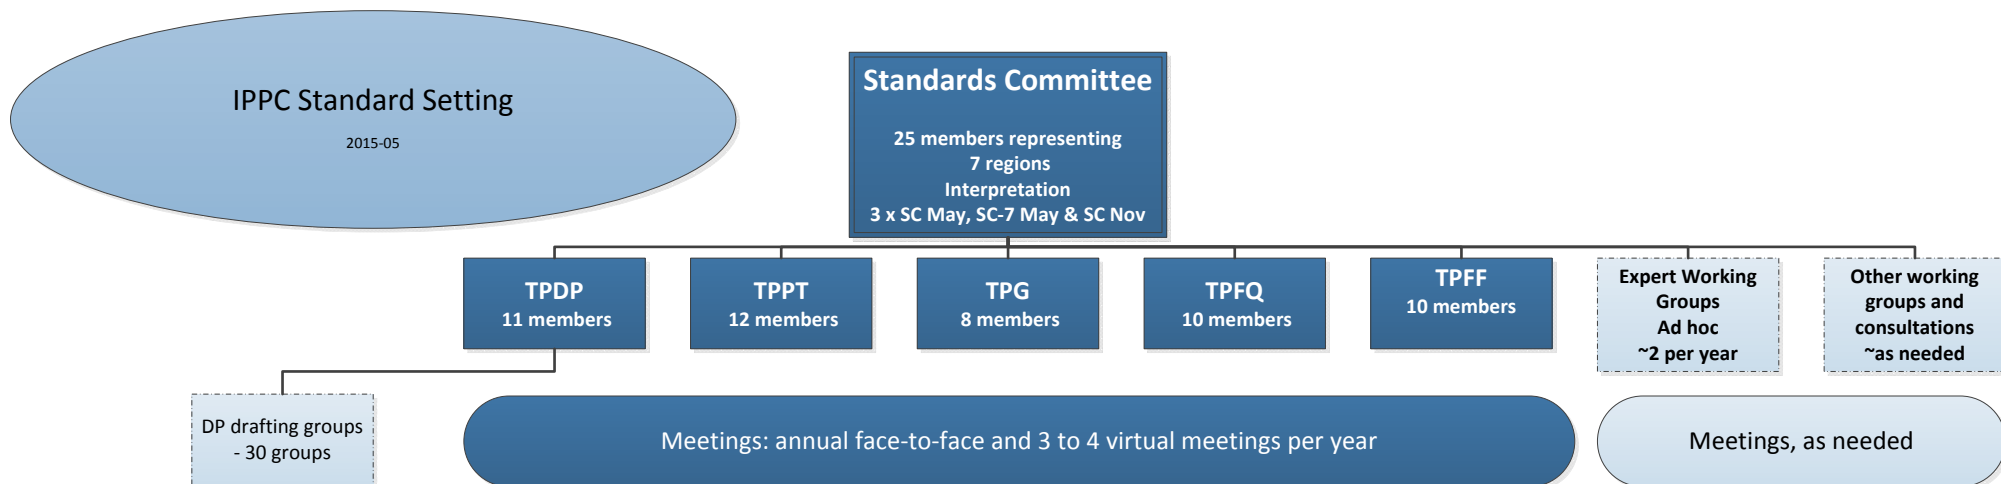 IPPC Standard Setting
2015-05
Standards Committee
25 members representing
7 regions
Interpretation
3 x SC May, SC-7 May & SC Nov
TPDP
11 members
TPPT
12 members
TPG
8 members
TPFQ
10 members
TPFF
10 members
Expert Working
Groups
Ad hoc
~2 per year
Other working
groups and
consultations
~as needed
DP drafting groups
- 30 groups
Meetings: annual face-to-face and 3 to 4 virtual meetings per year
Meetings, as needed